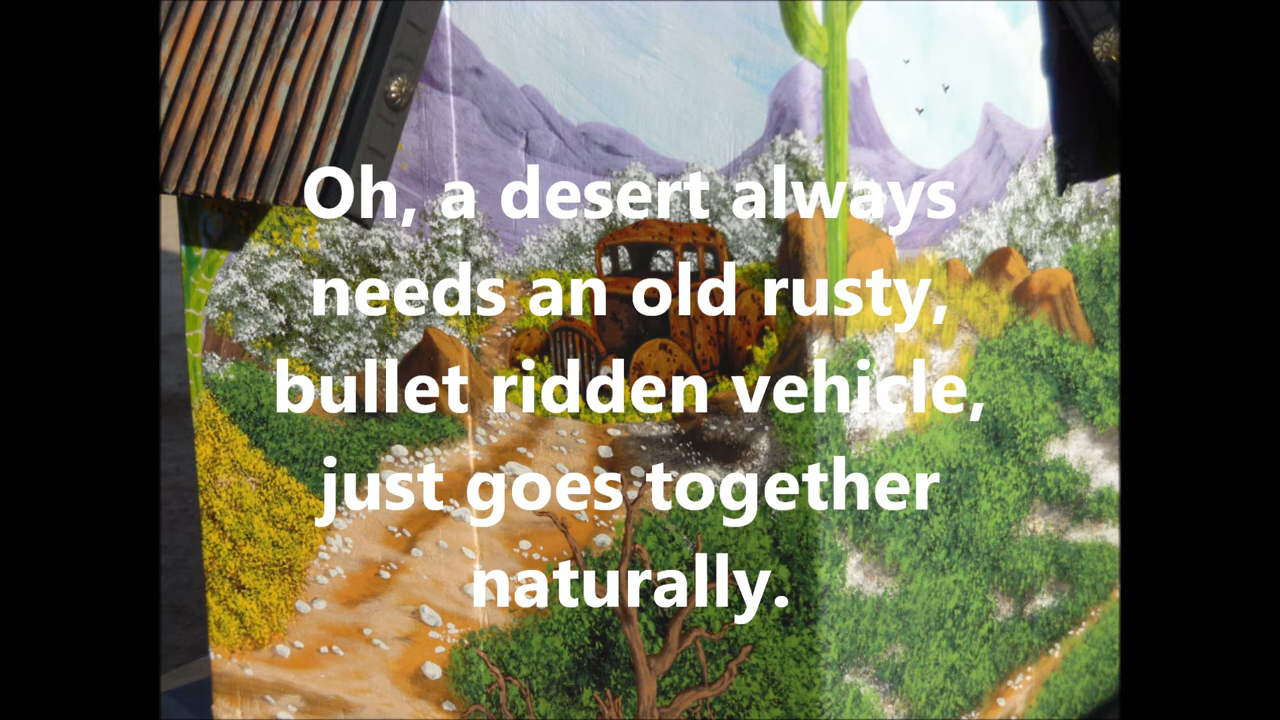 Oh, a desert always
needs an old rusty,
bullet ridden vehicle,
just goes together
naturally.